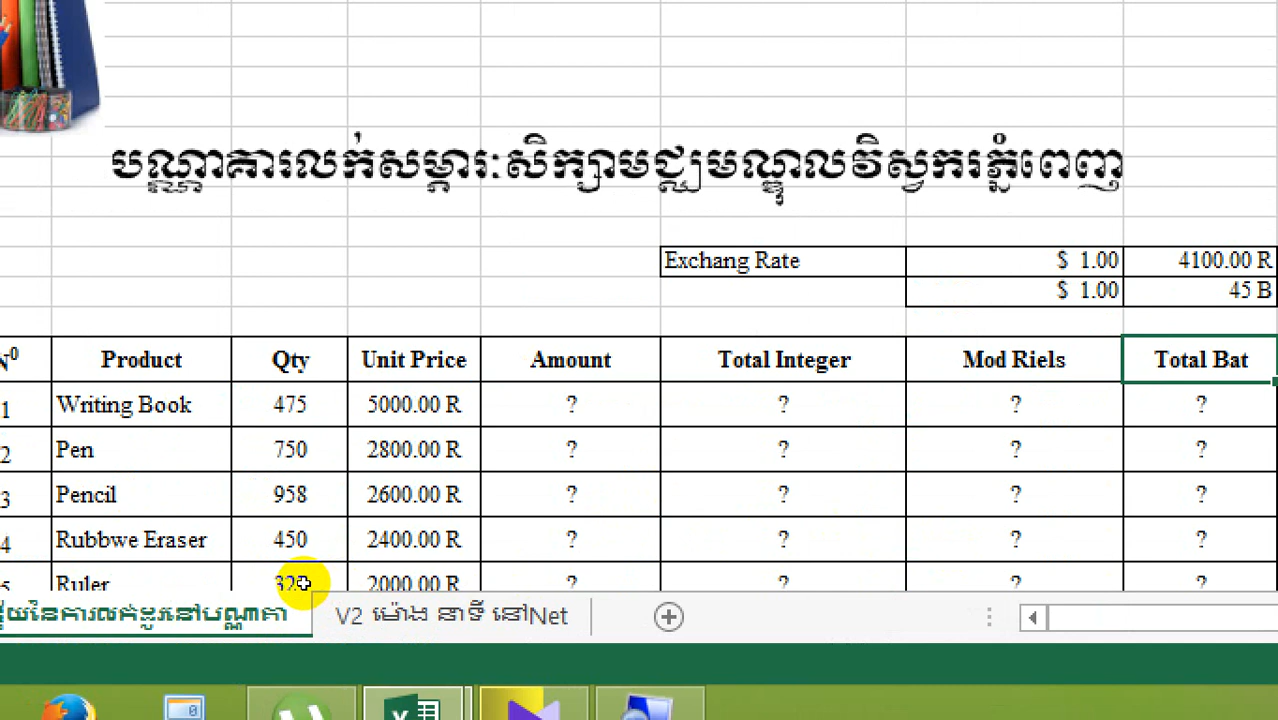 បណ្ណាគារលក់សម្ភារៈសិក្សាមជ្ឈមណ្ឌលវិស្វករភ្នំពេញ
Exchang Rate $ 1.00 4100.00 R
$ 1.00 45 B
N0 Product Qty Unit Price Amount Total Integer Mod Riels Total Bat
1 Writing Book 475 5000.00 R ? ? ? ?
2 Pen 750 2800.00 R ? ? ? ?
3 Pencil 958 2600.00 R ? ? ? ?
4 Rubbwe Eraser 450 2400.00 R ? ? ? ?
5 Ruler 2000.00 R ? ? ? ?
V2 ម៉ោង នាទី នៅNet